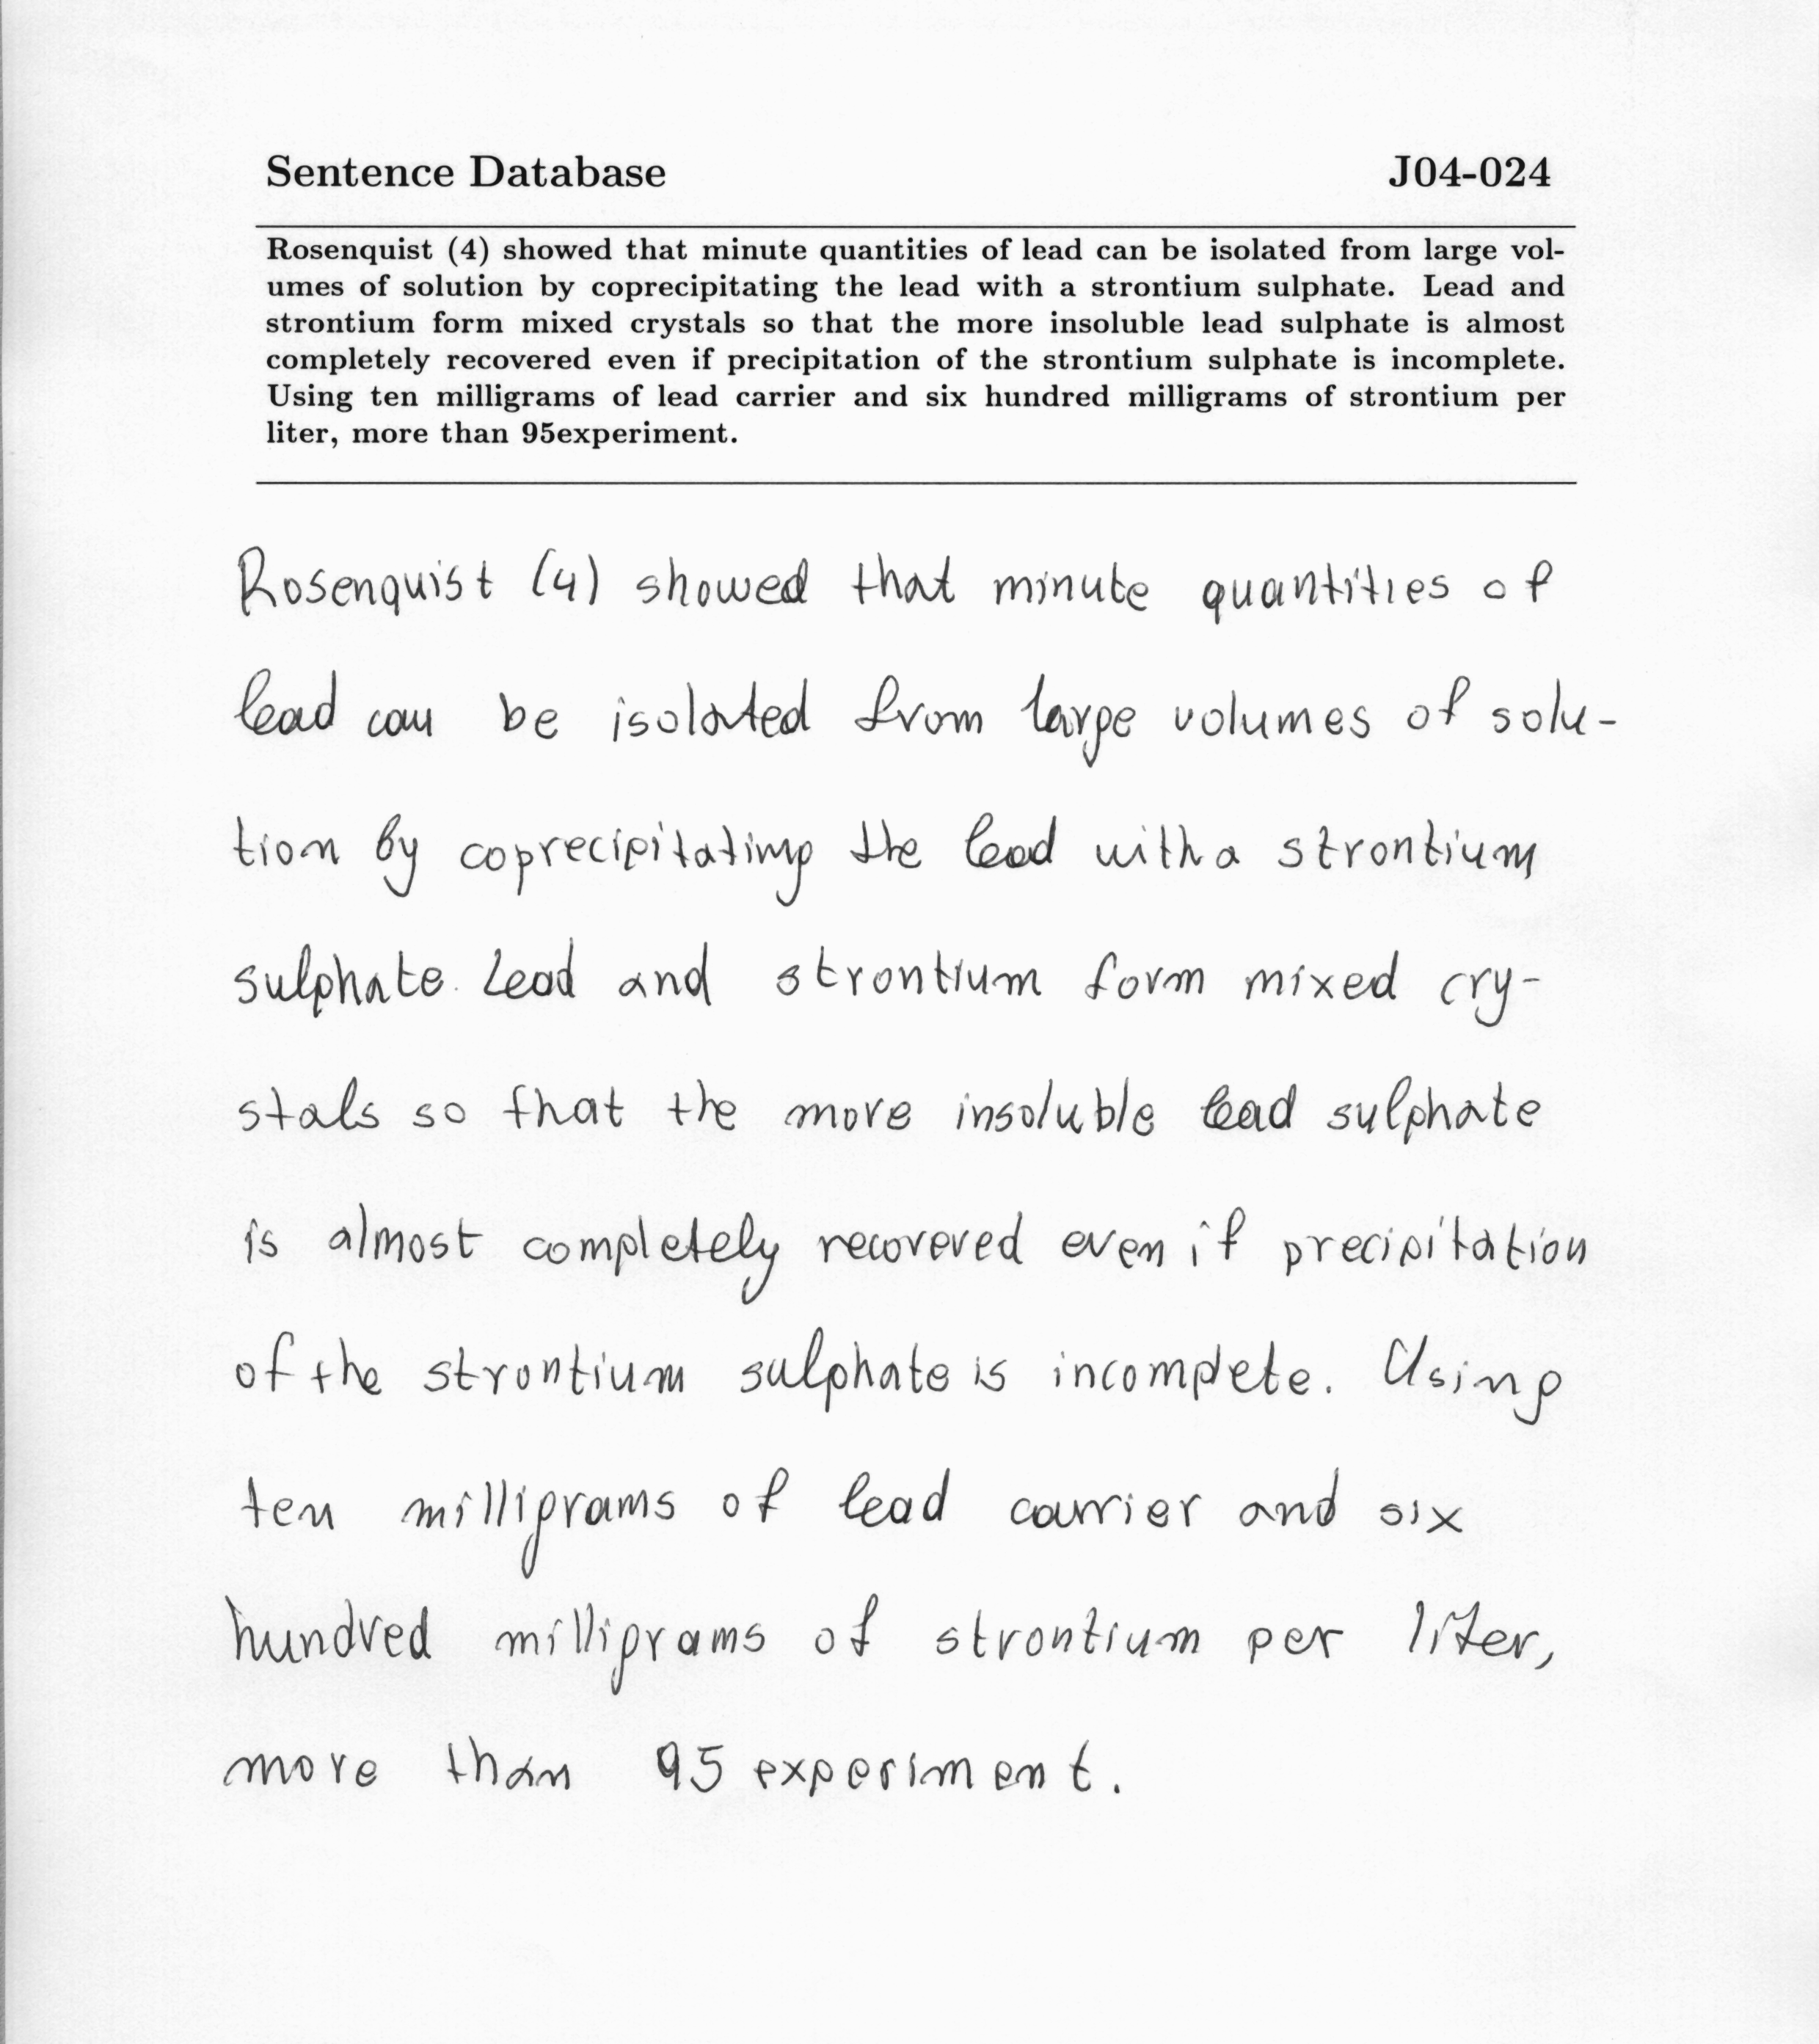 Sentence Database J04-024
Rosenquist (4) showed that minute quantities of lead can be isolated from large vol-
umes of solution by coprecipitating the lead with a strontium sulphate. Lead and
strontium form mixed crystals so that the more insoluble lead sulphate is almost
completely recovered even if precipitation of the strontium sulphate is incomplete.
Using ten milligrams of lead carrier and six hundred milligrams of strontium per
liter, more than 95experiment.
Rosenquist (4) showed that minute quantities of
lead can be isolated from large volumes of solu-
tion by coprecipitating the lead with a strontium
sulphate. Lead and strontium form mixed cry-
stals so that the more insoluble lead sulphate
is almost completely recovered even if precipitation
of the strontium sulphate is incomplete. Using
ten milligrams of lead carrier and six
hundred milligrams of strontium per liter,
more than 95 experiment.